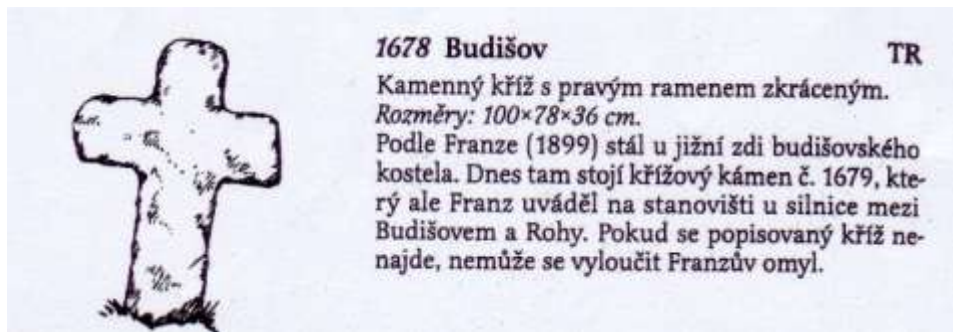 1678 Budišov TR
Kamenný kříž s pravým ramenem zkráceným.
Rozměry: 100×78×36 cm.
Podle Franze (1899) stál u jižní zdi budišovského
kostela. Dnes tam stojí křížový kámen č. 1679, kte-
rý ale Franz uváděl na stanovišti u silnice mezi
Budišovem a Rohy. Pokud se popisovaný kříž ne-
najde, nemůže se vyloučit Franzův omyl.